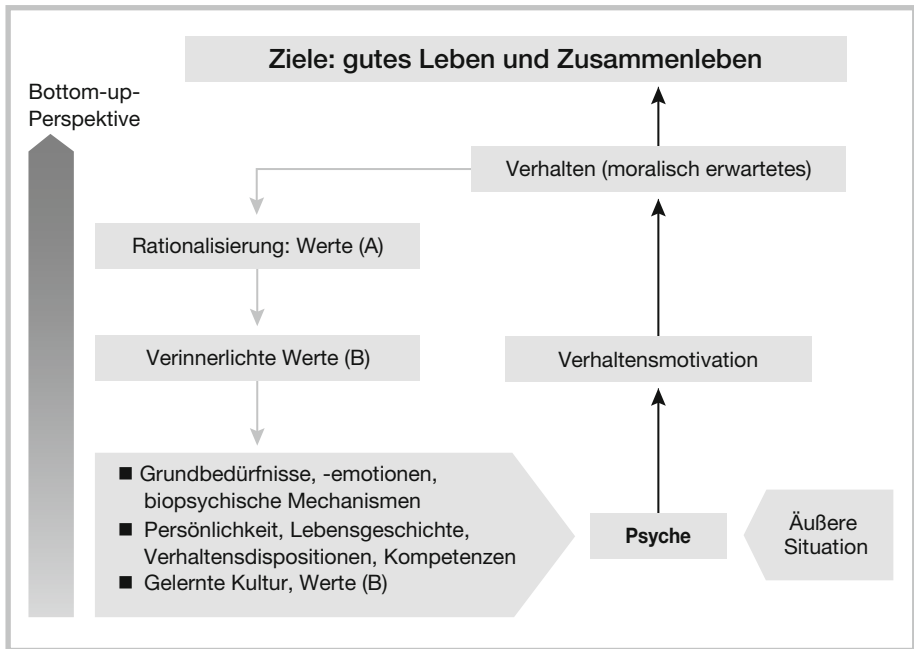 Ziele: gutes Leben und Zusammenleben
Bottom-up-
Perspektive
Verhalten (moralisch erwartetes)
Rationalisierung: Werte (A)
Verinnerlichte Werte (B)
Verhaltensmotivation
■ Grundbedürfnisse, -emotionen,
biopsychische Mechanismen
■ Persönlichkeit, Lebensgeschichte,
Verhaltensdispositionen, Kompetenzen
■ Gelernte Kultur, Werte (B)
Psyche
Äußere
Situation